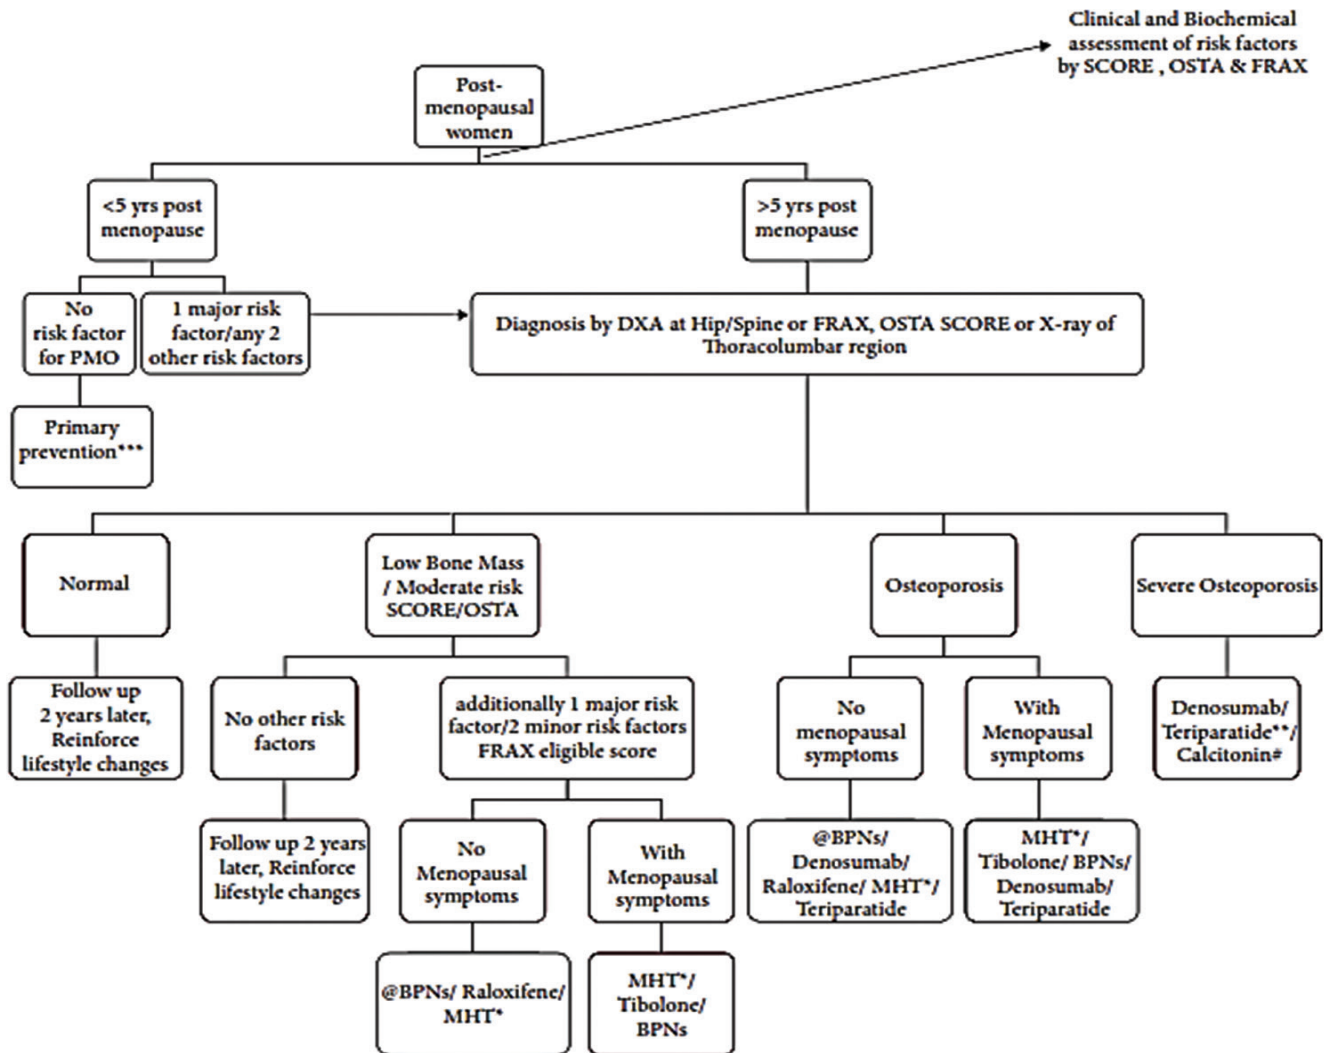 Clinical and Biochemical
assessment of risk factors
by SCORE , OSTA & FRAX
Post-
menopausal
women
<5 yrs post
menopause
>5 yrs post
menopause
No
risk factor
for PMO
1 major risk
factor/any 2
other risk factors
Diagnosis by DXA at Hip/Spine or FRAX, OSTA SCORE or X-ray of
Thoracolumbar region
Primary
prevention***
Normal
Low Bone Mass
/ Moderate risk
SCORE/OSTA
Osteoporosis
Severe Osteoporosis
Follow up
2 years later,
Reinforce
lifestyle changes
No other risk
factors
additionally 1 major risk
factor/2 minor risk factors
FRAX eligible score
No
menopausal
symptoms
With
Menopausal
symptoms
Denosumab/
Teriparatide**/
Calcitonin#
Follow up 2 years
later, Reinforce
lifestyle changes
No
Menopausal
symptoms
With
Menopausal
symptoms
@BPNs/
Denosumab/
Raloxifene/ MHT*/
Teriparatide
MHT*/
Tibolone/ BPNs/
Denosumab/
Teriparatide
@BPNs/ Raloxifene/
MHT*
MHT*/
Tibolone/
BPNs